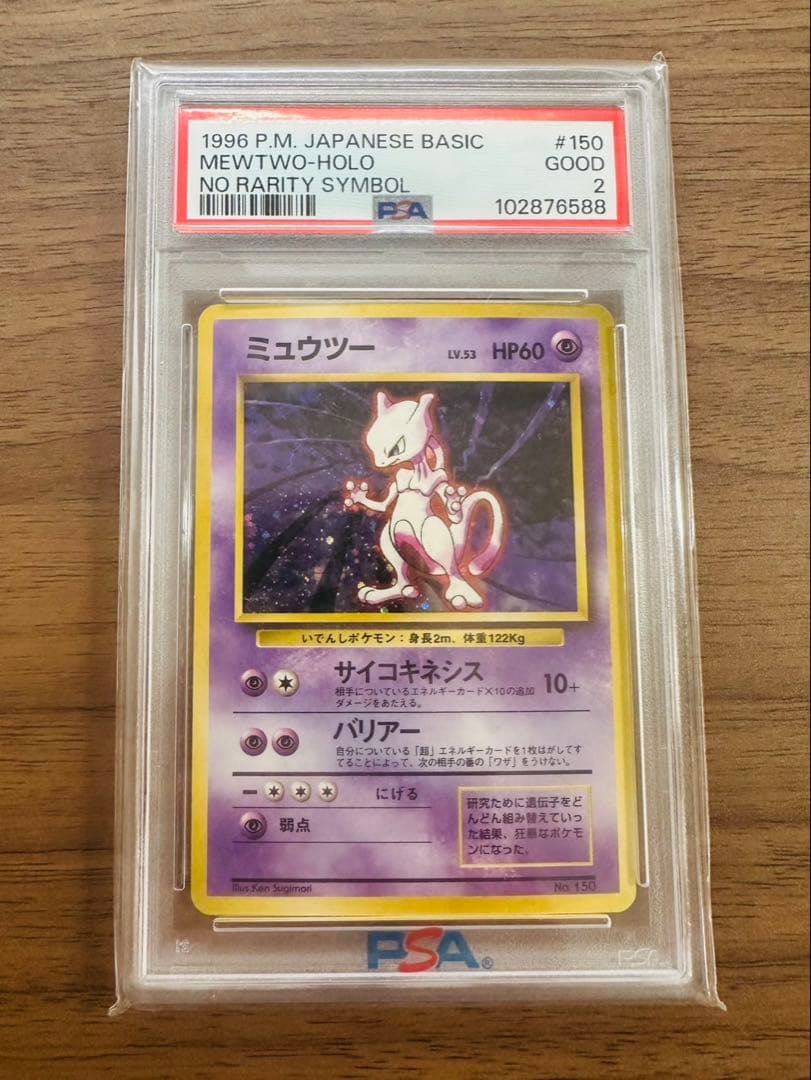 1996 P.M. JAPANESE BASIC #150
MEWTWO-HOLO GOOD
NO RARITY SYMBOL 2
PSA 102876588
ミュウツー LV.53 HP60
いでんしポケモン：身長2m、体重122Kg
サイコキネシス 10+
相手についているエネルギーカード×10の追加
ダメージをあたえる。
バリアー
自分についている「超」エネルギーカードを1枚はがしてす
てることによって、次の相手の番の「ワザ」をうけない。
ー にげる
弱点
研究ために遺伝子をど
んどん組み替えていっ
た結果、狂暴なポケモ
ンになった。
Illus.Ken Sugimori No.150
PSA®
PSA